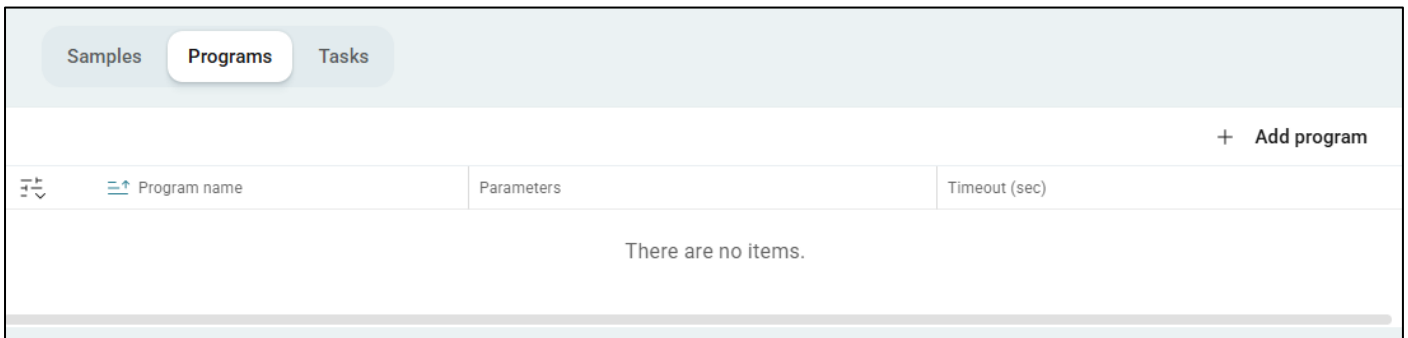 Samples Programs Tasks
+ Add program
Program name Parameters Timeout (sec)
There are no items.